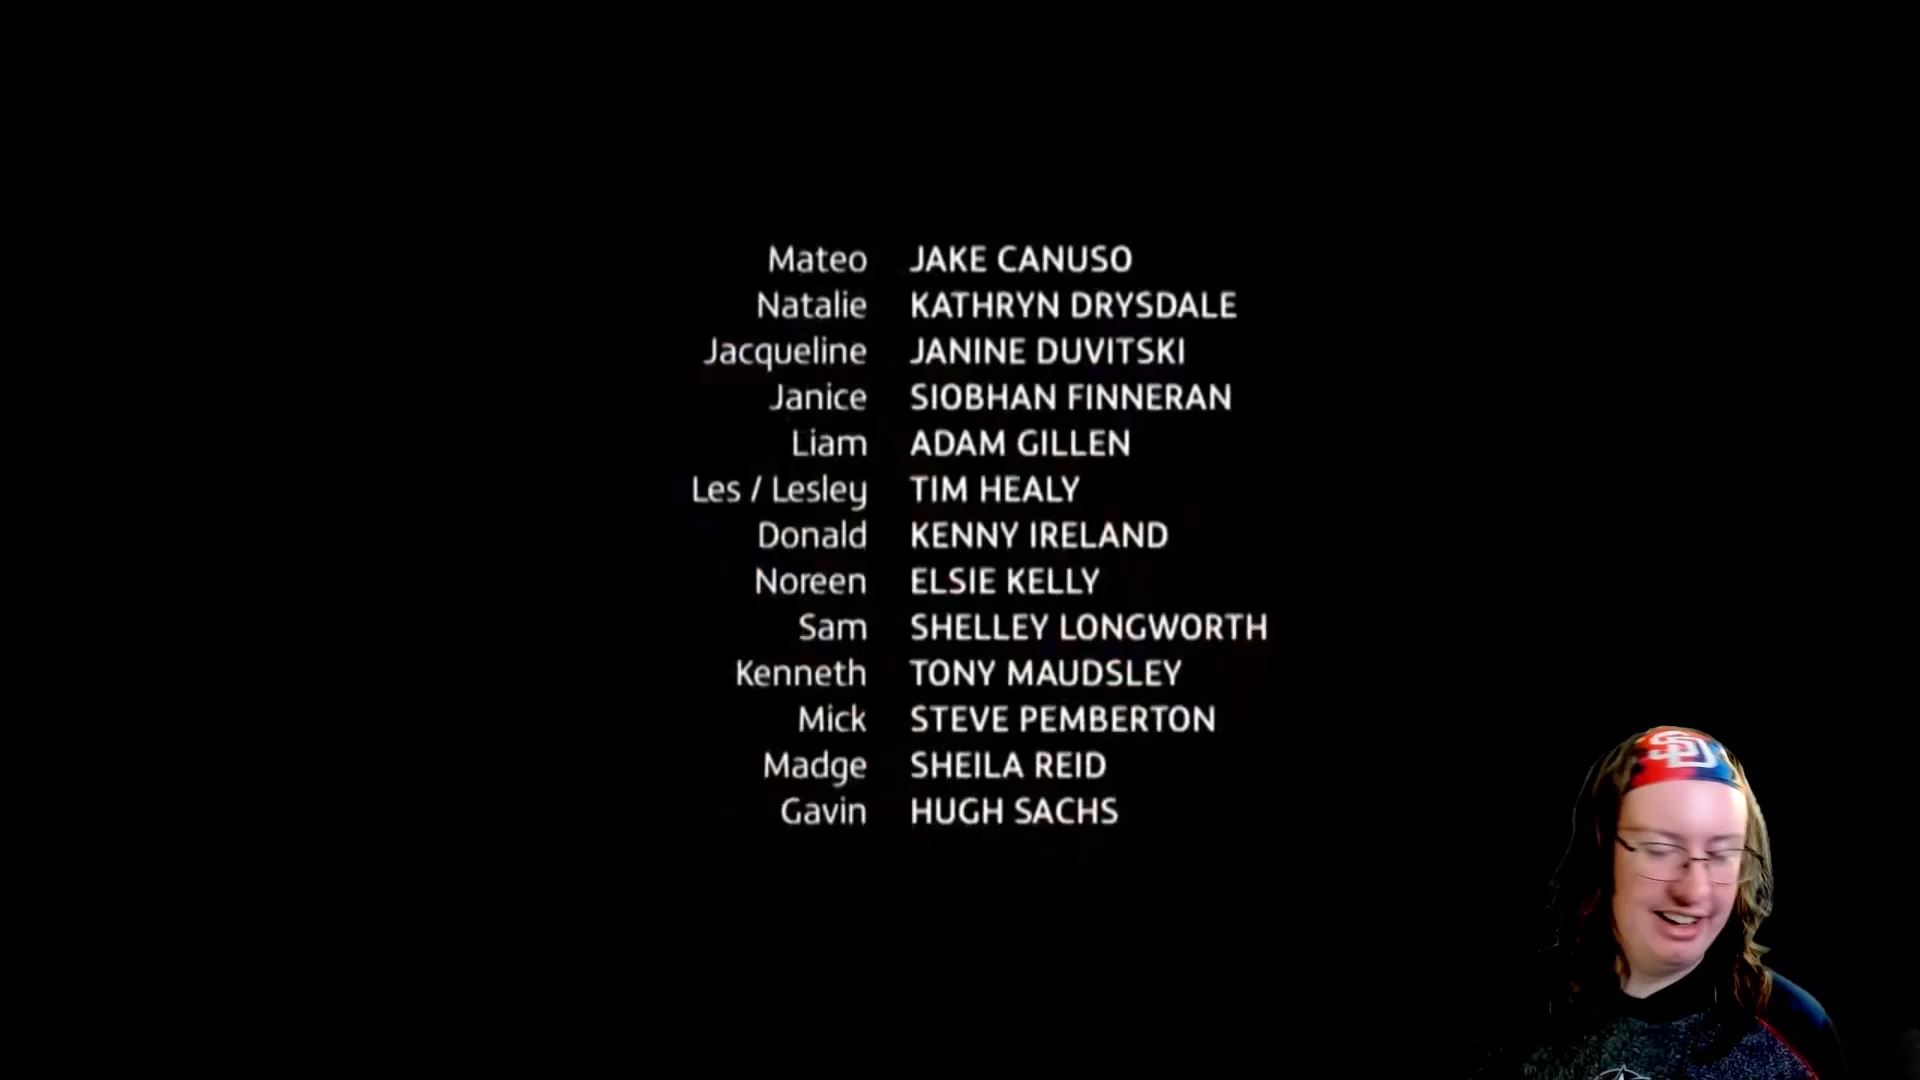 Mateo JAKE CANUSO
Natalie KATHRYN DRYSDALE
Jacqueline JANINE DUVITSKI
Janice SIOBHAN FINNERAN
Liam ADAM GILLEN
Les / Lesley TIM HEALY
Donald KENNY IRELAND
Noreen ELSIE KELLY
Sam SHELLEY LONGWORTH
Kenneth TONY MAUDSLEY
Mick STEVE PEMBERTON
Madge SHEILA REID
Gavin HUGH SACHS
SD